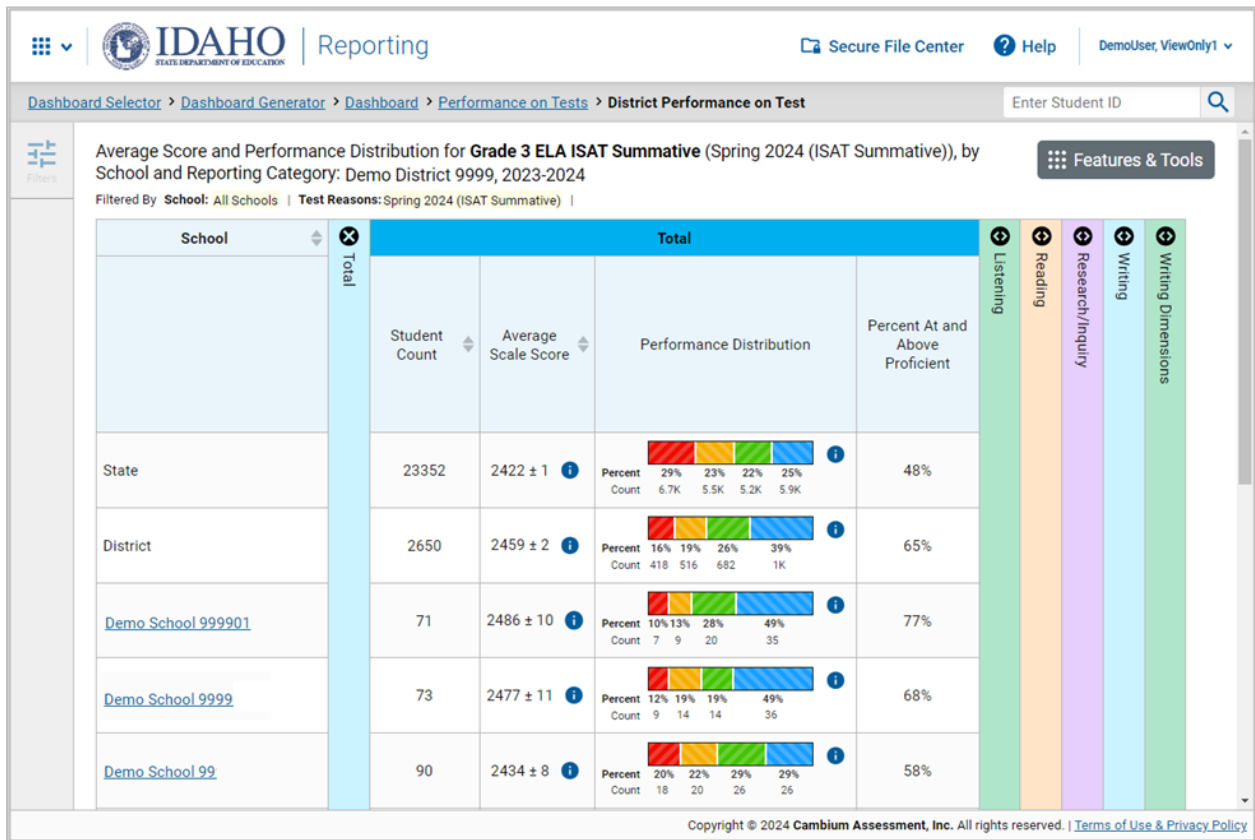 IDAHO
STATE DEPARTMENT OF EDUCATION
Reporting
Secure File Center
Help
DemoUser, ViewOnly1
Dashboard Selector > Dashboard Generator > Dashboard > Performance on Tests > District Performance on Test
Enter Student ID
Filters
Average Score and Performance Distribution for Grade 3 ELA ISAT Summative (Spring 2024 (ISAT Summative)), by
School and Reporting Category: Demo District 9999, 2023-2024
Features & Tools
Filtered By School: All Schools | Test Reasons: Spring 2024 (ISAT Summative) |
School
Total
Total
Listening
Reading
Research/Inquiry
Writing
Writing Dimensions
Student
Count
Average
Scale Score
Performance Distribution
Percent At and
Above
Proficient
State 23352 2422 ± 1 48%
Percent 29% 23% 22% 25%
Count 6.7K 5.5K 5.2K 5.9K
District 2650 2459 ± 2 65%
Percent 16% 19% 26% 39%
Count 418 516 682 1K
Demo School 999901 71 2486 ± 10 77%
Percent 10% 13% 28% 49%
Count 7 9 20 35
Demo School 9999 73 2477 ± 11 68%
Percent 12% 19% 19% 49%
Count 9 14 14 36
Demo School 99 90 2434 ± 8 58%
Percent 20% 22% 29% 29%
Count 18 20 26 26
Copyright © 2024 Cambium Assessment, Inc. All rights reserved. | Terms of Use & Privacy Policy